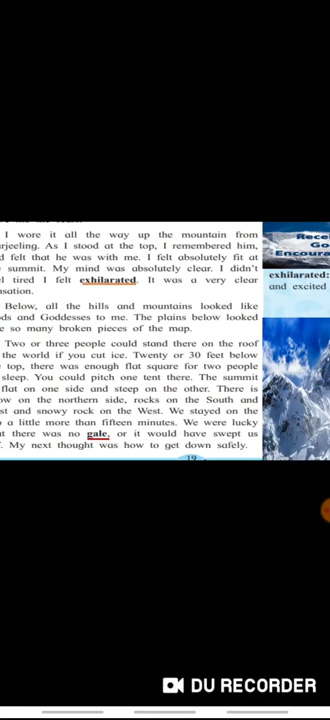 I wore it all the way up the mountain from
rjeeling. As I stood at the top, I remembered him,
d felt that he was with me. I felt absolutely fit at
summit. My mind was absolutely clear. I didn't
el tired I felt exhilarated. It was a very clear
nsation.
Below, all the hills and mountains looked like
ods and Goddesses to me. The plains below looked
e so many broken pieces of the map.
Two or three people could stand there on the roof
the world if you cut ice. Twenty or 30 feet below
e top, there was enough flat square for two people
sleep. You could pitch one tent there. The summit
flat on one side and steep on the other. There is
ow on the northern side, rocks on the South and
st and snowy rock on the West. We stayed on the
p a little more than fifteen minutes. We were lucky
at there was no gale, or it would have swept us
. My next thought was how to get down safely.
19
Rece
Go
Encoura
exhilarated:
and excited
DU RECORDER